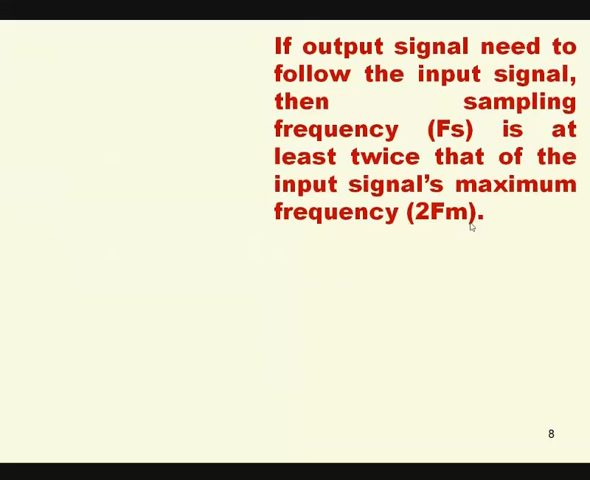 If output signal need to
follow the input signal,
then sampling
frequency (Fs) is at
least twice that of the
input signal’s maximum
frequency (2Fm).
8